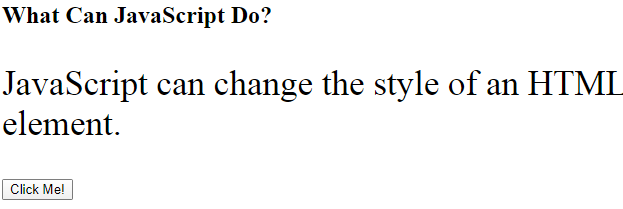 What Can JavaScript Do?
JavaScript can change the style of an HTML
element.
Click Me!